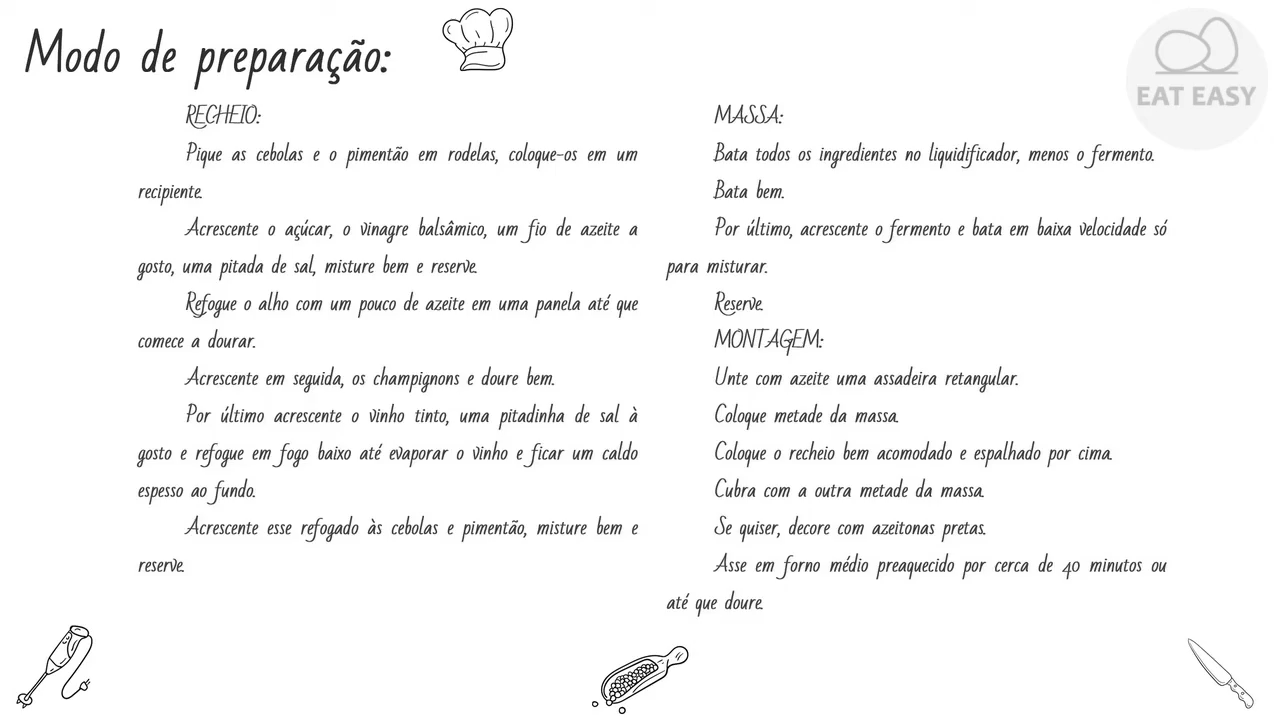 Modo de preparação:
EAT EASY
RECHEIO:
Pique as cebolas e o pimentão em rodelas, coloque-os em um
recipiente.
Acrescente o açúcar, o vinagre balsâmico, um fio de azeite a
gosto, uma pitada de sal, misture bem e reserve.
Refogue o alho com um pouco de azeite em uma panela até que
comece a dourar.
Acrescente em seguida, os champignons e doure bem.
Por último acrescente o vinho tinto, uma pitadinha de sal à
gosto e refogue em fogo baixo até evaporar o vinho e ficar um caldo
espesso ao fundo.
Acrescente esse refogado às cebolas e pimentão, misture bem e
reserve.
MASSA:
Bata todos os ingredientes no liquidificador, menos o fermento.
Bata bem.
Por último, acrescente o fermento e bata em baixa velocidade só
para misturar.
Reserve.
MONTAGEM:
Unte com azeite uma assadeira retangular.
Coloque metade da massa.
Coloque o recheio bem acomodado e espalhado por cima.
Cubra com a outra metade da massa.
Se quiser, decore com azeitonas pretas.
Asse em forno médio preaquecido por cerca de 40 minutos ou
até que doure.